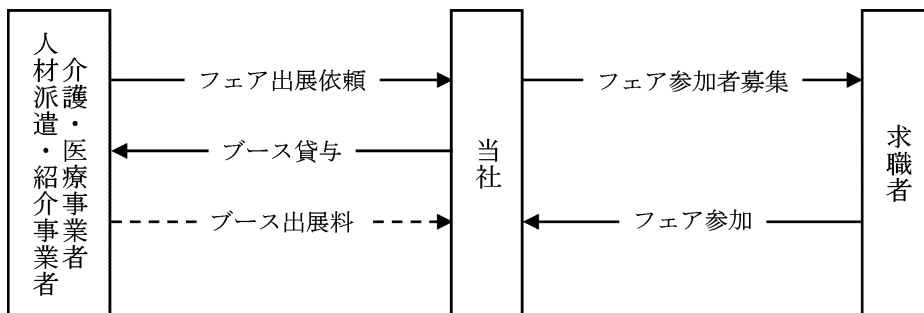 介護・医療事業者
人材派遣・紹介事業者
フェア出展依頼
ブース貸与
ブース出展料
当社
フェア参加者募集
フェア参加
求職者